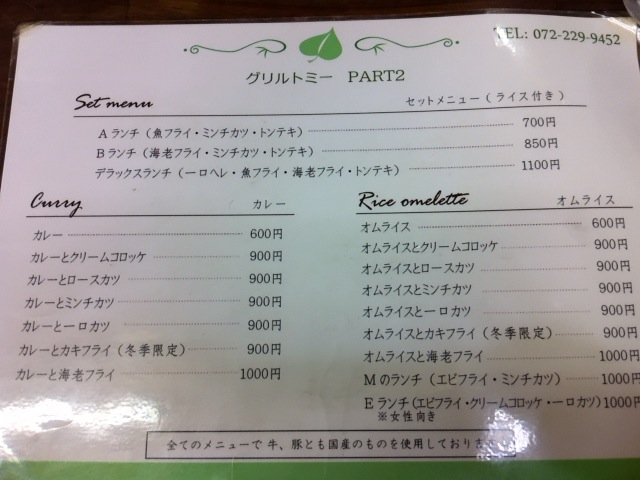 TEL: 072-229-9452
グリルトミー PART2
Set menu セットメニュー(ライス付き)
Aランチ(魚フライ・ミンチカツ・トンテキ) 700円
Bランチ(海老フライ・ミンチカツ・トンテキ) 850円
デラックスランチ(一口ヘレ・魚フライ・海老フライ・トンテキ) 1100円
Curry カレー
カレー 600円
カレーとクリームコロッケ 900円
カレーとロースカツ 900円
カレーとミンチカツ 900円
カレーと一口カツ 900円
カレーとカキフライ(冬季限定) 900円
カレーと海老フライ 1000円
Rice omelette オムライス
オムライス 600円
オムライスとクリームコロッケ 900円
オムライスとロースカツ 900円
オムライスとミンチカツ 900円
オムライスと一口カツ 900円
オムライスとカキフライ(冬季限定) 900円
オムライスと海老フライ 1000円
Mのランチ(エビフライ・ミンチカツ) 1000円
Eランチ(エビフライ・クリームコロッケ・一口カツ) 1000円
※女性向き
全てのメニューで牛、豚とも国産のものを使用しております